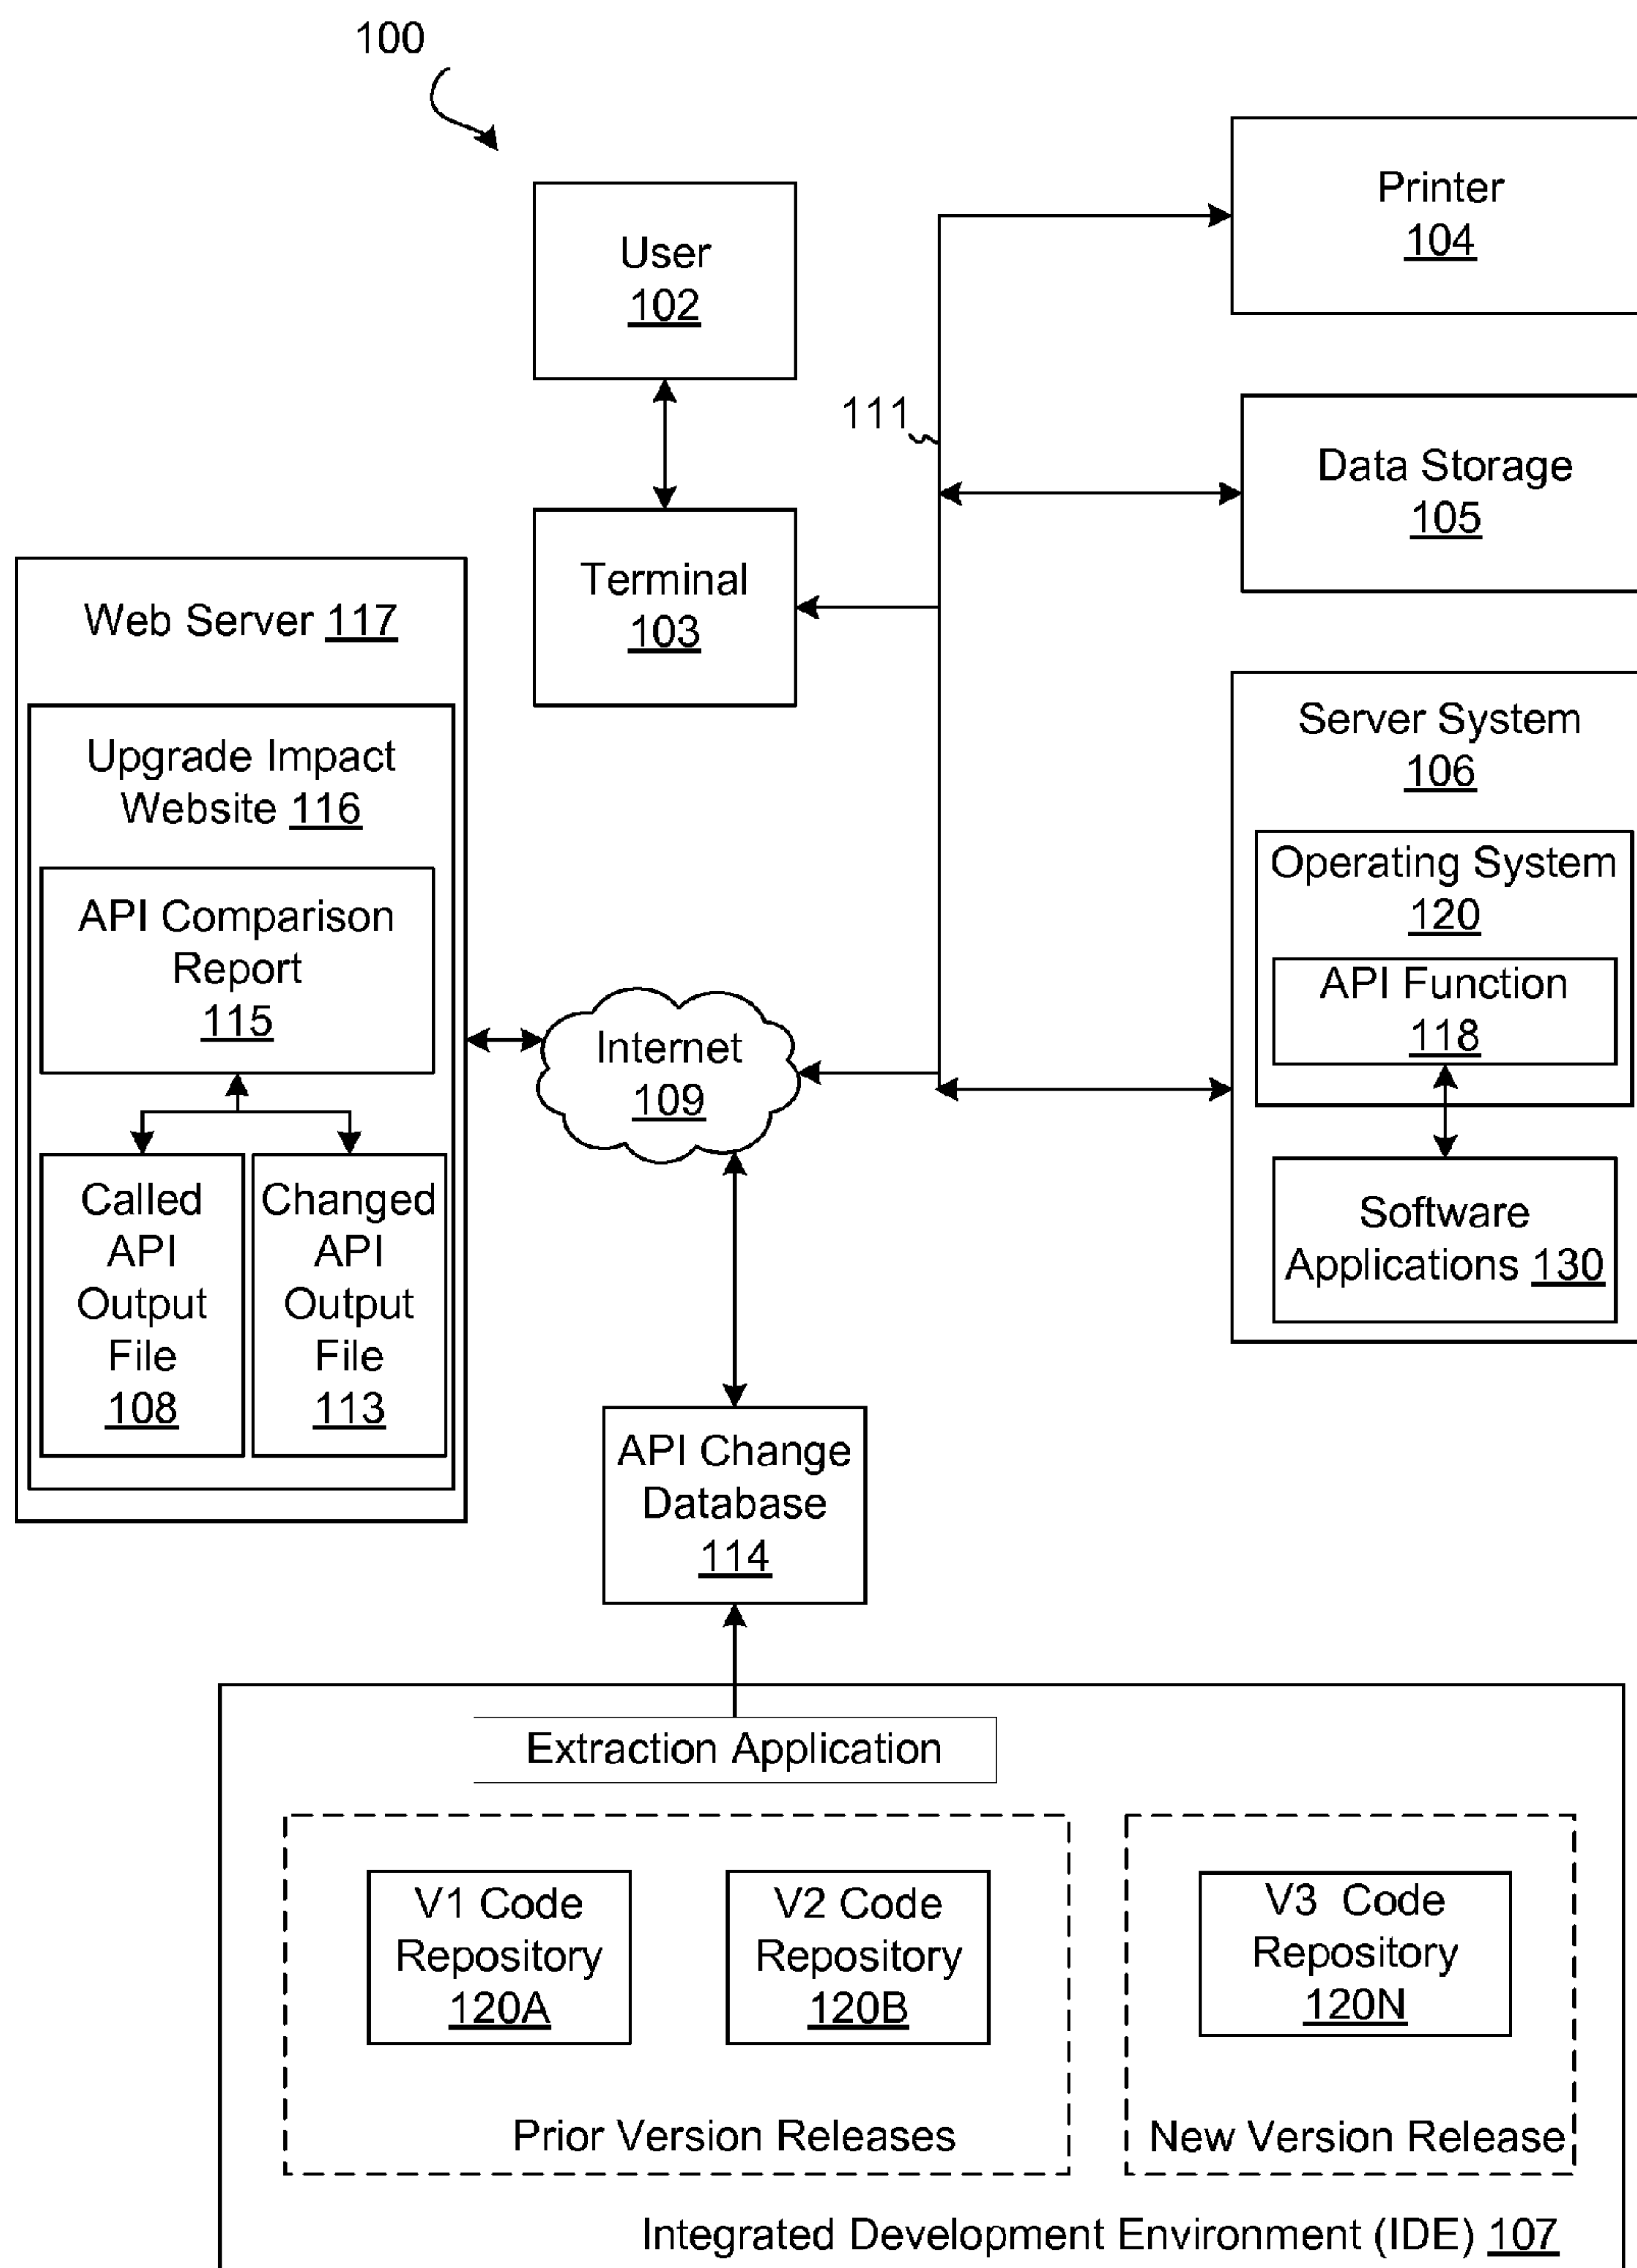 100
User
102
Printer
104
111
Data Storage
105
Terminal
103
Web Server 117
Upgrade Impact
Website 116
API Comparison
Report
115
Called
API
Output
File
108
Changed
API
Output
File
113
Server System
106
Operating System
120
API Function
118
Software
Applications 130
Internet
109
API Change
Database
114
Extraction Application
V1 Code
Repository
120A
V2 Code
Repository
120B
V3 Code
Repository
120N
Prior Version Releases
New Version Release
Integrated Development Environment (IDE) 107